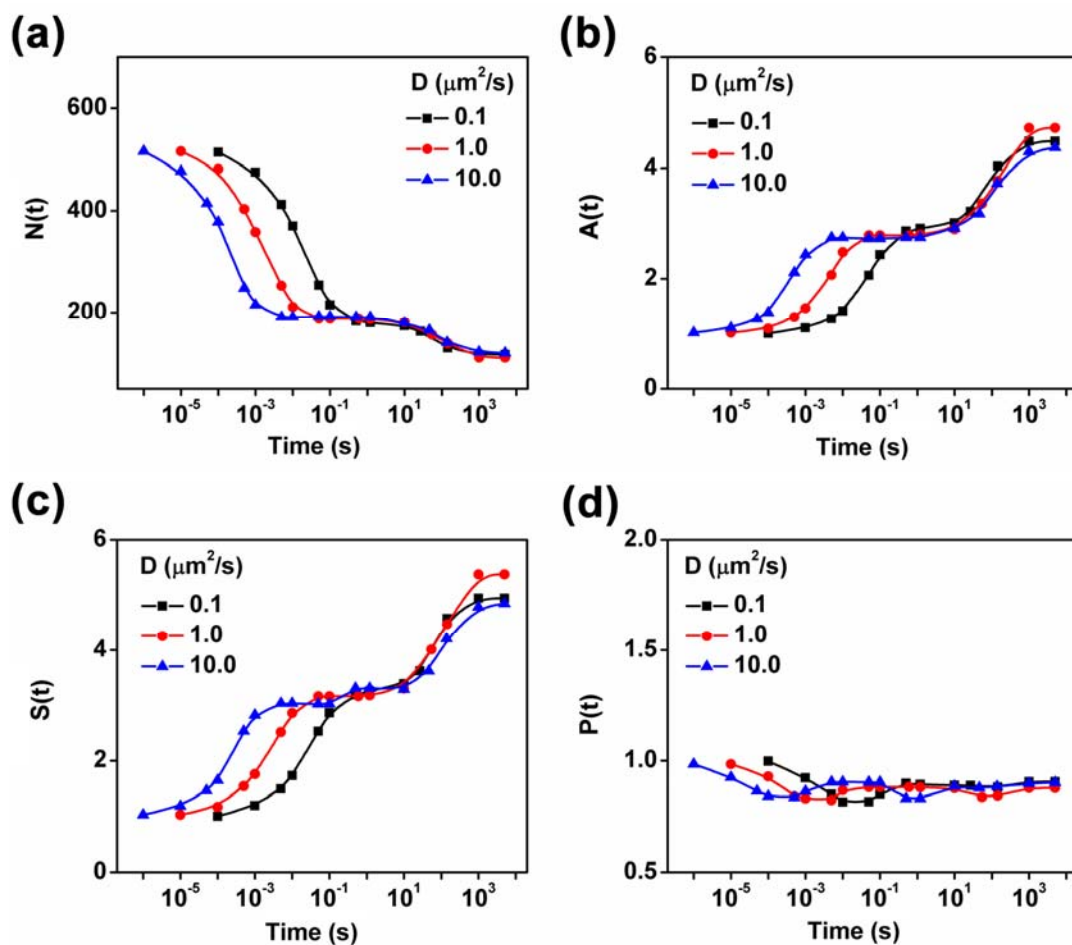 (a)
D (μm²/s)
0.1
1.0
10.0
600
400
200
N(t)
10⁻⁵ 10⁻³ 10⁻¹ 10¹ 10³
Time (s)
(b)
D (μm²/s)
0.1
1.0
10.0
6
4
2
0
A(t)
10⁻⁵ 10⁻³ 10⁻¹ 10¹ 10³
Time (s)
(c)
D (μm²/s)
0.1
1.0
10.0
6
4
2
0
S(t)
10⁻⁵ 10⁻³ 10⁻¹ 10¹ 10³
Time (s)
(d)
D (μm²/s)
0.1
1.0
10.0
2.0
1.5
1.0
0.5
P(t)
10⁻⁵ 10⁻³ 10⁻¹ 10¹ 10³
Time (s)